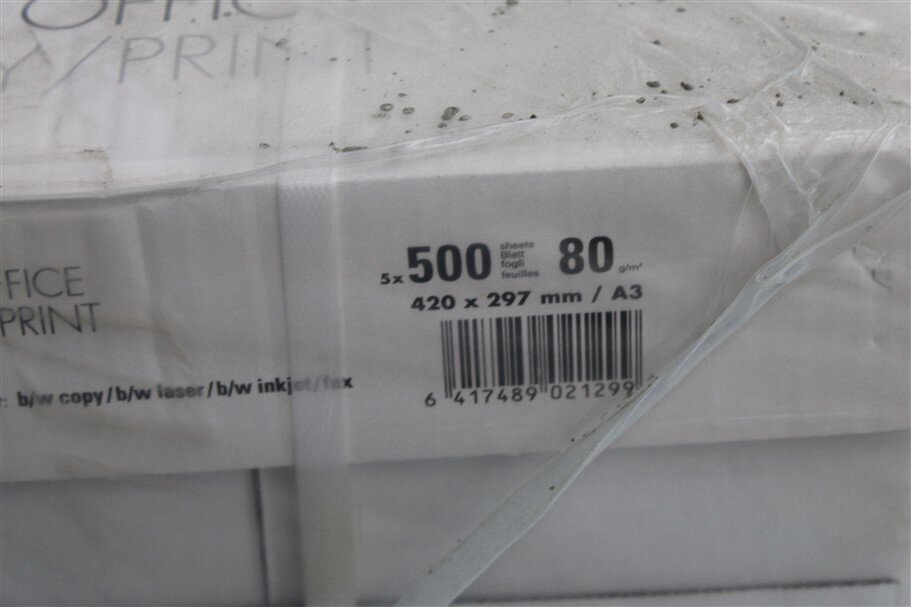 OFFIC
Y/PRINT
FFICE
PRINT
5x 500 sheets Blatt fogli feuilles 80 g/m²
420 x 297 mm / A3
: b/w copy/b/w laser/b/w inkjet/fax
6 417489 021299